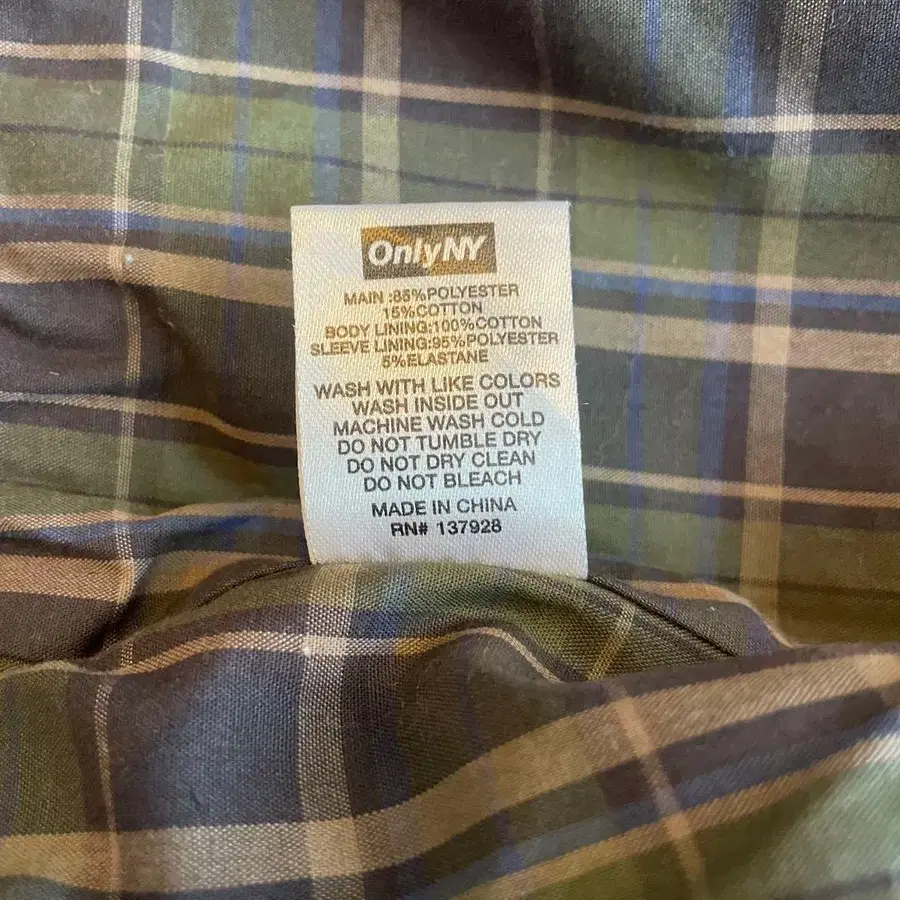 OnlyNY
MAIN :85%POLYESTER
15%COTTON
BODY LINING:100%COTTON
SLEEVE LINING:95%POLYESTER
5%ELASTANE
WASH WITH LIKE COLORS
WASH INSIDE OUT
MACHINE WASH COLD
DO NOT TUMBLE DRY
DO NOT DRY CLEAN
DO NOT BLEACH
MADE IN CHINA
RN# 137928